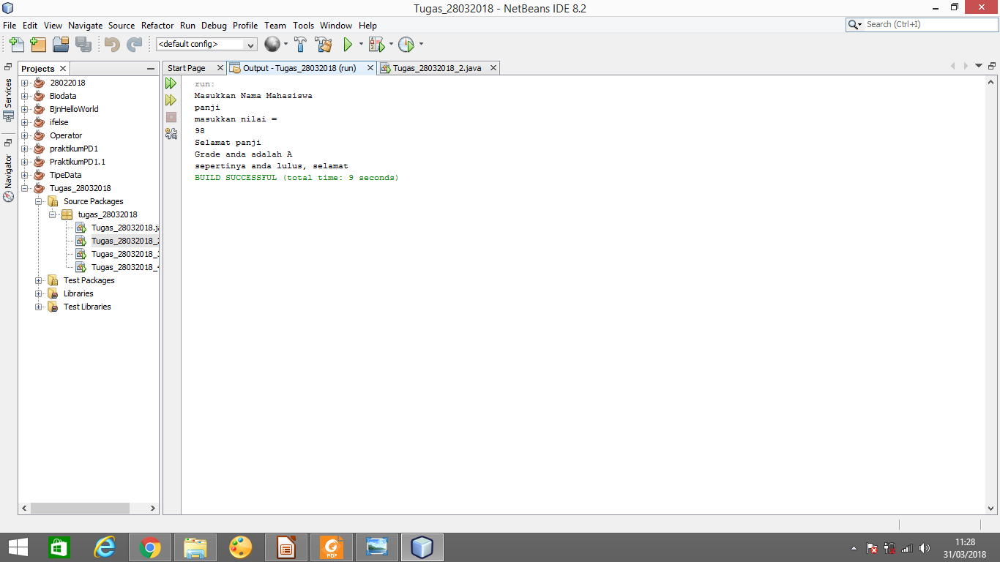 Tugas_28032018 - NetBeans IDE 8.2
File Edit View Navigate Source Refactor Run Debug Profile Team Tools Window Help
Search (Ctrl+I)
<default config>
Services
Navigator
Projects
28022018
Biodata
BjnHelloWorld
ifelse
Operator
praktikumPD1
PraktikumPD1.1
TipeData
Tugas_28032018
Source Packages
tugas_28032018
Tugas_28032018.ja
Tugas_28032018_2
Tugas_28032018_3
Tugas_28032018_4
Test Packages
Libraries
Test Libraries
Start Page
Output - Tugas_28032018 (run)
Tugas_28032018_2.java
run:
Masukkan Nama Mahasiswa
panji
masukkan nilai =
98
Selamat panji
Grade anda adalah A
sepertinya anda lulus, selamat
BUILD SUCCESSFUL (total time: 9 seconds)
PDF
11:28
31/03/2018